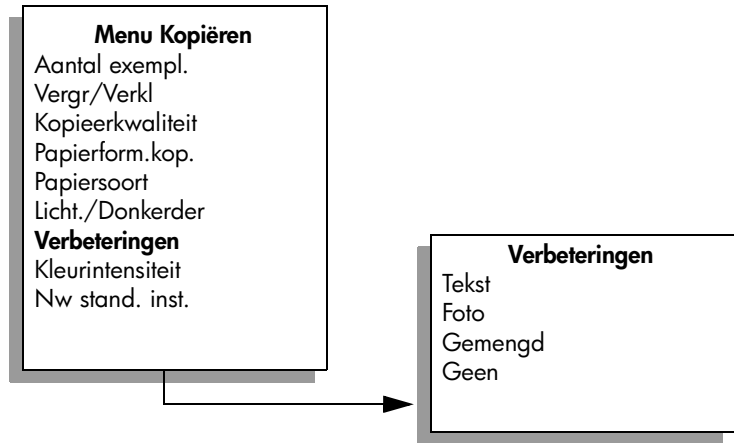 Menu Kopiëren
Aantal exempl.
Vergr/Verkl
Kopieerkwaliteit
Papierform.kop.
Papiersoort
Licht./Donkerder
Verbeteringen
Kleurintensiteit
Nw stand. inst.
Verbeteringen
Tekst
Foto
Gemengd
Geen